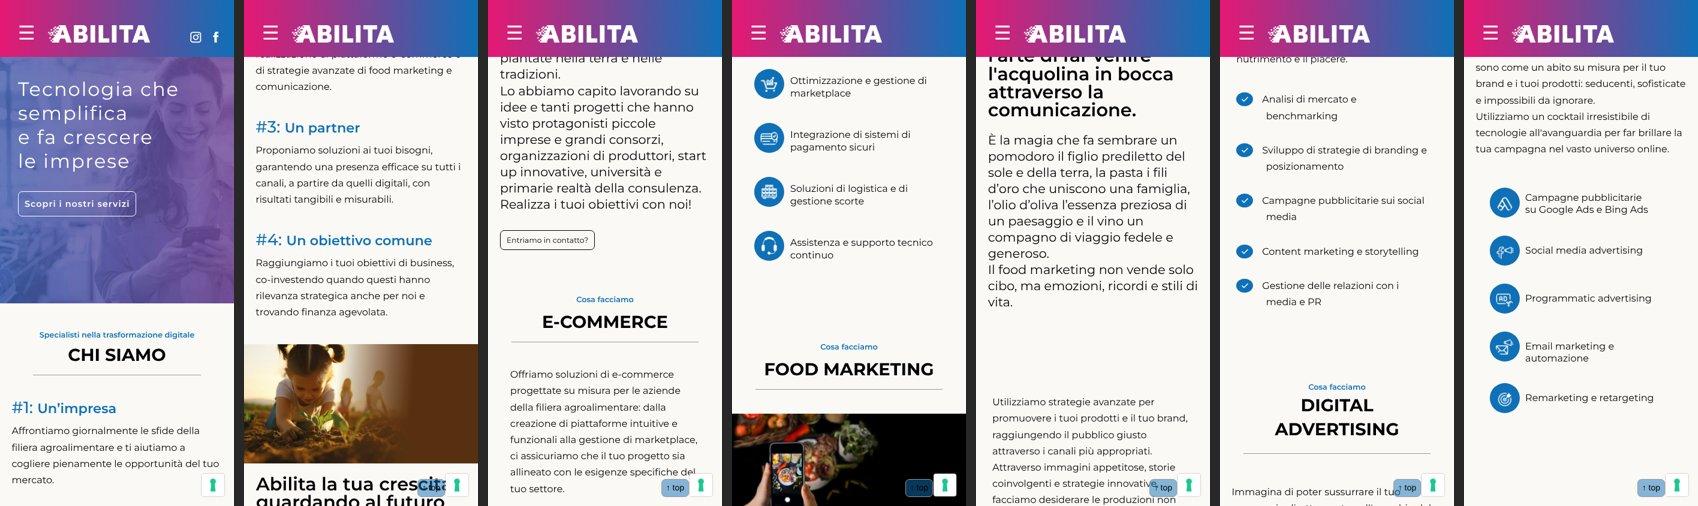 ABILITA
Tecnologia che
semplifica
e fa crescere
le imprese
Scopri i nostri servizi
Specialisti nella trasformazione digitale
CHI SIAMO
#1: Un'impresa
Affrontiamo giornalmente le sfide della
filiera agroalimentare e ti aiutiamo a
cogliere pienamente le opportunità del tuo
mercato.
ABILITA
di strategie avanzate di food marketing e
comunicazione.
#3: Un partner
Proponiamo soluzioni ai tuoi bisogni,
garantendo una presenza efficace su tutti i
canali, a partire da quelli digitali, con
risultati tangibili e misurabili.
#4: Un obiettivo comune
Raggiungiamo i tuoi obiettivi di business,
co-investendo quando questi hanno
rilevanza strategica anche per noi e
trovando finanza agevolata.
Abilita la tua crescita
guardando al futuro
↑ top
ABILITA
piantate nella terra e nelle
tradizioni.
Lo abbiamo capito lavorando su
idee e tanti progetti che hanno
visto protagonisti piccole
imprese e grandi consorzi,
organizzazioni di produttori, start
up innovative, università e
primarie realtà della consulenza.
Realizza i tuoi obiettivi con noi!
Entriamo in contatto?
Cosa facciamo
E-COMMERCE
Offriamo soluzioni di e-commerce
progettate su misura per le aziende
della filiera agroalimentare: dalla
creazione di piattaforme intuitive e
funzionali alla gestione di marketplace,
ci assicuriamo che il tuo progetto sia
allineato con le esigenze specifiche del
tuo settore.
↑ top
ABILITA
Ottimizzazione e gestione di
marketplace
Integrazione di sistemi di
pagamento sicuri
Soluzioni di logistica e di
gestione scorte
Assistenza e supporto tecnico
continuo
Cosa facciamo
FOOD MARKETING
↑ top
ABILITA
l'arte di far venire
l'acquolina in bocca
attraverso la
comunicazione.
È la magia che fa sembrare un
pomodoro il figlio prediletto del
sole e della terra, la pasta i fili
d’oro che uniscono una famiglia,
l’olio d’oliva l’essenza preziosa di
un paesaggio e il vino un
compagno di viaggio fedele e
generoso.
Il food marketing non vende solo
cibo, ma emozioni, ricordi e stili di
vita.
Utilizziamo strategie avanzate per
promuovere i tuoi prodotti e il tuo brand,
raggiungendo il pubblico giusto
attraverso i canali più appropriati.
Attraverso immagini appetitose, storie
coinvolgenti e strategie innovative,
facciamo desiderare le produzioni non
↑ top
ABILITA
nutrimento e il piacere.
Analisi di mercato e
benchmarking
Sviluppo di strategie di branding e
posizionamento
Campagne pubblicitarie sui social
media
Content marketing e storytelling
Gestione delle relazioni con i
media e PR
Cosa facciamo
DIGITAL
ADVERTISING
Immagina di poter sussurrare il tuo
↑ top
ABILITA
sono come un abito su misura per il tuo
brand e i tuoi prodotti: seducenti, sofisticate
e impossibili da ignorare.
Utilizziamo un cocktail irresistibile di
tecnologie all'avanguardia per far brillare la
tua campagna nel vasto universo online.
Campagne pubblicitarie
su Google Ads e Bing Ads
Social media advertising
Programmatic advertising
Email marketing e
automazione
Remarketing e retargeting
↑ top